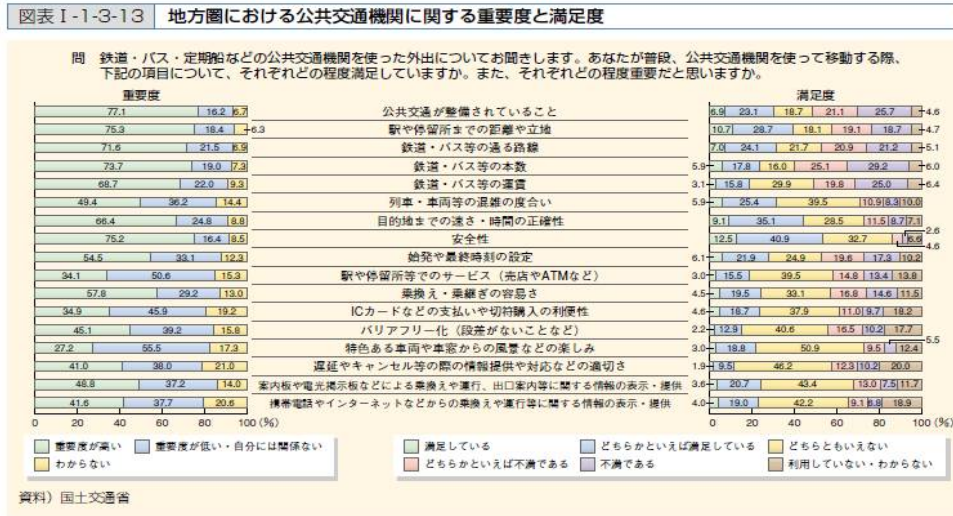 図表Ⅰ-1-3-13 地方圏における公共交通機関に関する重要度と満足度
問 鉄道・バス・定期船などの公共交通機関を使った外出についてお聞きします。あなたが普段、公共交通機関を使って移動する際、
下記の項目について、それぞれどの程度満足していますか。また、それぞれどの程度重要だと思いますか。
重要度 満足度
77.1 16.2 6.7 公共交通が整備されていること 6.9 23.1 18.7 21.1 25.7 4.6
75.3 18.4 6.3 駅や停留所までの距離や立地 10.7 28.7 18.1 19.1 18.7 4.7
71.6 21.5 6.9 鉄道・バス等の通る路線 7.0 24.1 21.7 20.9 21.2 5.1
73.7 19.0 7.3 鉄道・バス等の本数 5.9 17.8 16.0 25.1 29.2 6.0
68.7 22.0 9.3 鉄道・バス等の運賃 3.1 15.8 29.9 19.8 25.0 6.4
49.4 36.2 14.4 列車・車両等の混雑の度合い 5.9 25.4 39.5 10.9 8.3 10.0
66.4 24.8 8.8 目的地までの速さ・時間の正確性 9.1 35.1 28.5 11.5 8.7 7.1
75.2 16.4 8.5 安全性 12.5 40.9 32.7 4.6 2.6 6.6
54.5 33.1 12.3 始発や最終時刻の設定 6.1 21.9 24.9 19.6 17.3 10.2
34.1 50.6 15.3 駅や停留所等でのサービス(売店やATMなど) 3.0 15.5 39.5 14.8 13.4 13.8
57.8 29.2 13.0 乗換え・乗継ぎの容易さ 4.5 19.5 33.1 16.8 14.6 11.5
34.9 45.9 19.2 ICカードなどの支払いや切符購入の利便性 4.6 18.7 37.9 11.0 9.7 18.2
45.1 39.2 15.8 バリアフリー化(段差がないことなど) 2.2 12.9 40.6 16.5 10.2 17.7
27.2 55.5 17.3 特色ある車両や車窓からの風景などの楽しみ 3.0 18.8 50.9 9.5 5.5 12.4
41.0 38.0 21.0 遅延やキャンセル等の際の情報提供や対応などの適切さ 1.9 9.5 46.2 12.3 10.2 20.0
48.8 37.2 14.0 案内板や電光掲示板などによる乗換えや運行、出口案内等に関する情報の表示・提供 3.6 20.7 43.4 13.0 7.5 11.7
41.6 37.7 20.6 携帯電話やインターネットなどからの乗換えや運行等に関する情報の表示・提供 4.0 19.0 42.2 9.1 6.8 18.9
0 20 40 60 80 100(%) 0 20 40 60 80 100(%)
重要度が高い 重要度が低い・自分には関係ない
わからない
満足している どちらかといえば満足している どちらともいえない
どちらかといえば不満である 不満である 利用していない・わからない
資料)国土交通省